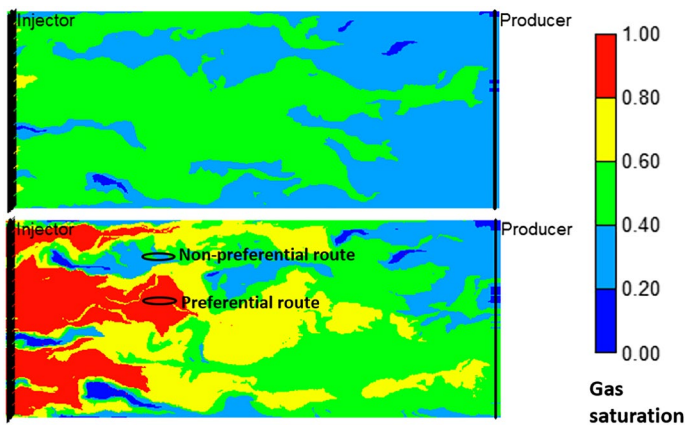 Injector
Producer
Injector
Producer
Non-preferential route
Preferential route
1.00
0.80
0.60
0.40
0.20
0.00
Gas
saturation